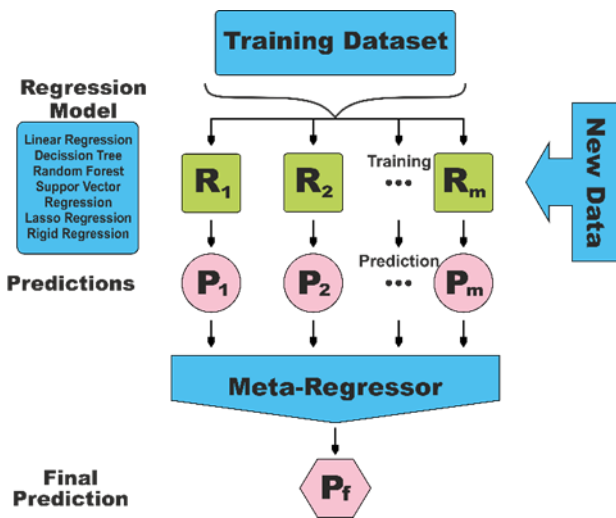 Training Dataset
Regression
Model
Linear Regression
Decission Tree
Random Forest
Suppor Vector
Regression
Lasso Regression
Rigid Regression
R1
R2
Training
...
Rm
New Data
Predictions
P1
P2
Prediction
...
Pm
Meta-Regressor
Final
Prediction
Pf